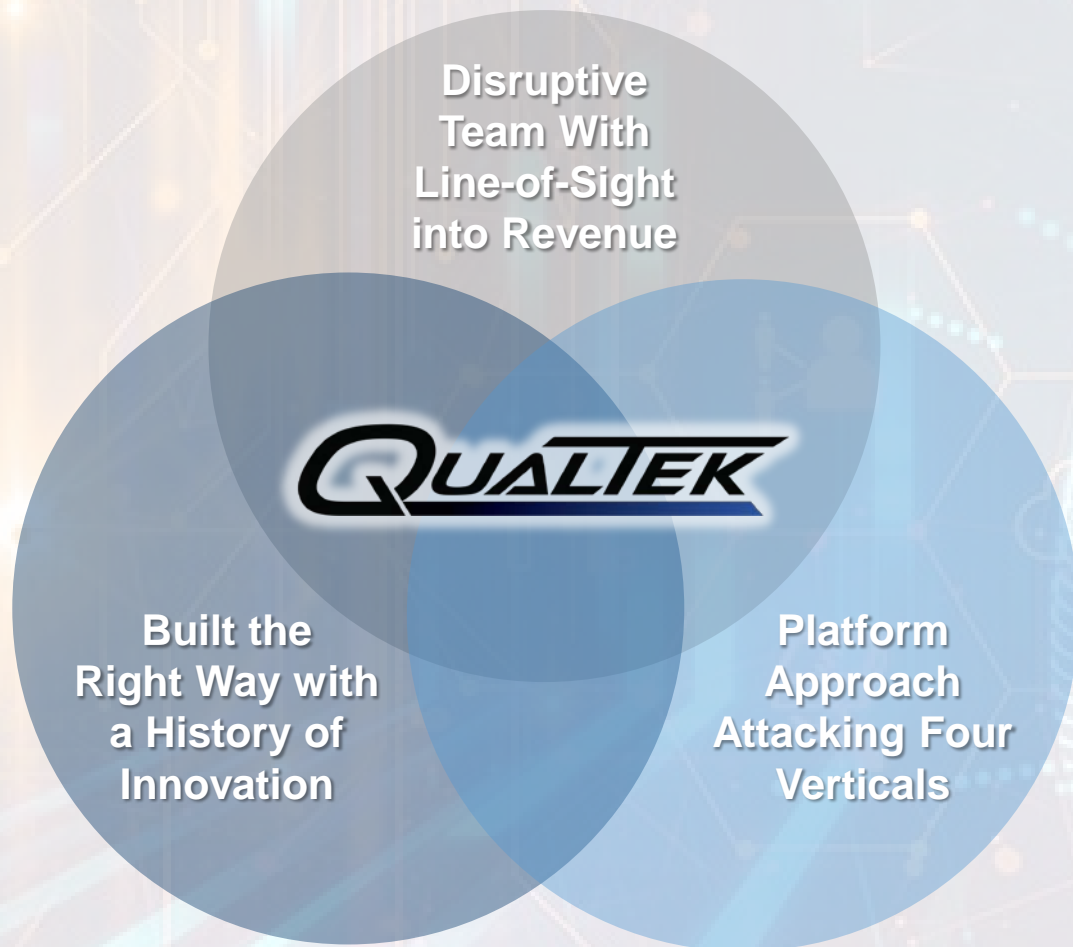 Disruptive
Team With
Line-of-Sight
into Revenue
QUALTEK
Built the
Right Way with
a History of
Innovation
Platform
Approach
Attacking Four
Verticals